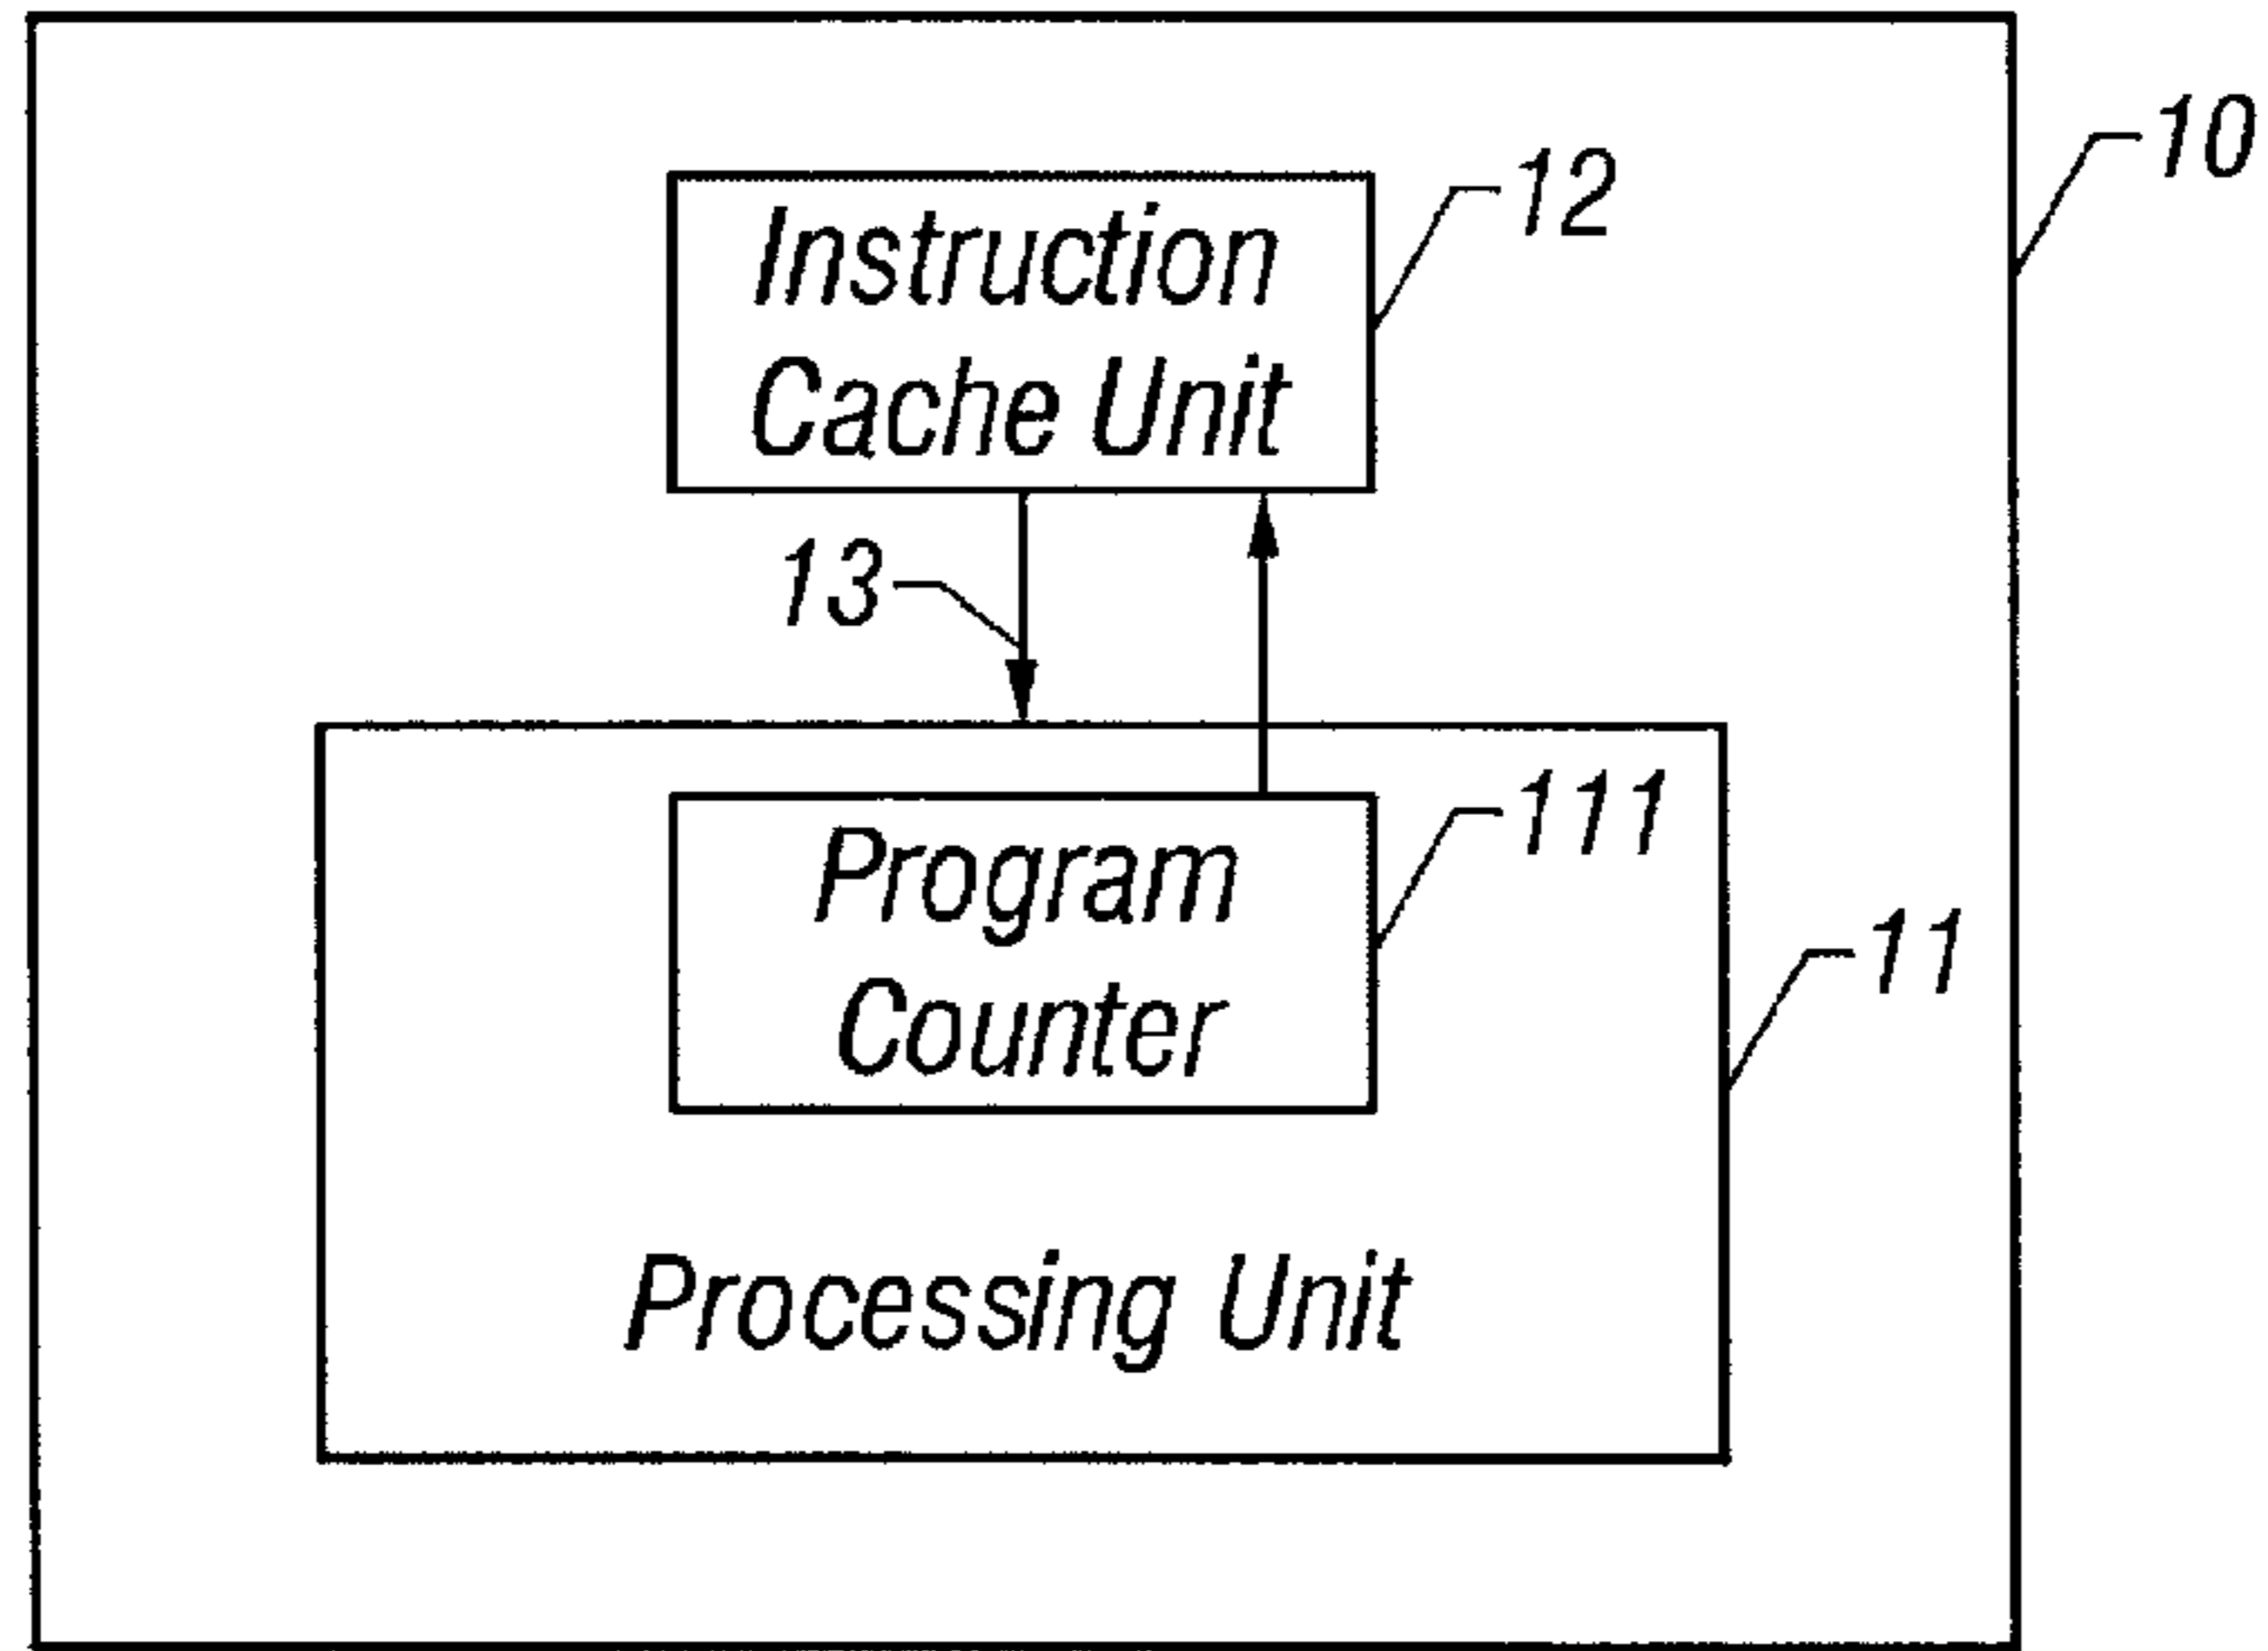 10
12
Instruction
Cache Unit
13
111
Program
Counter
11
Processing Unit